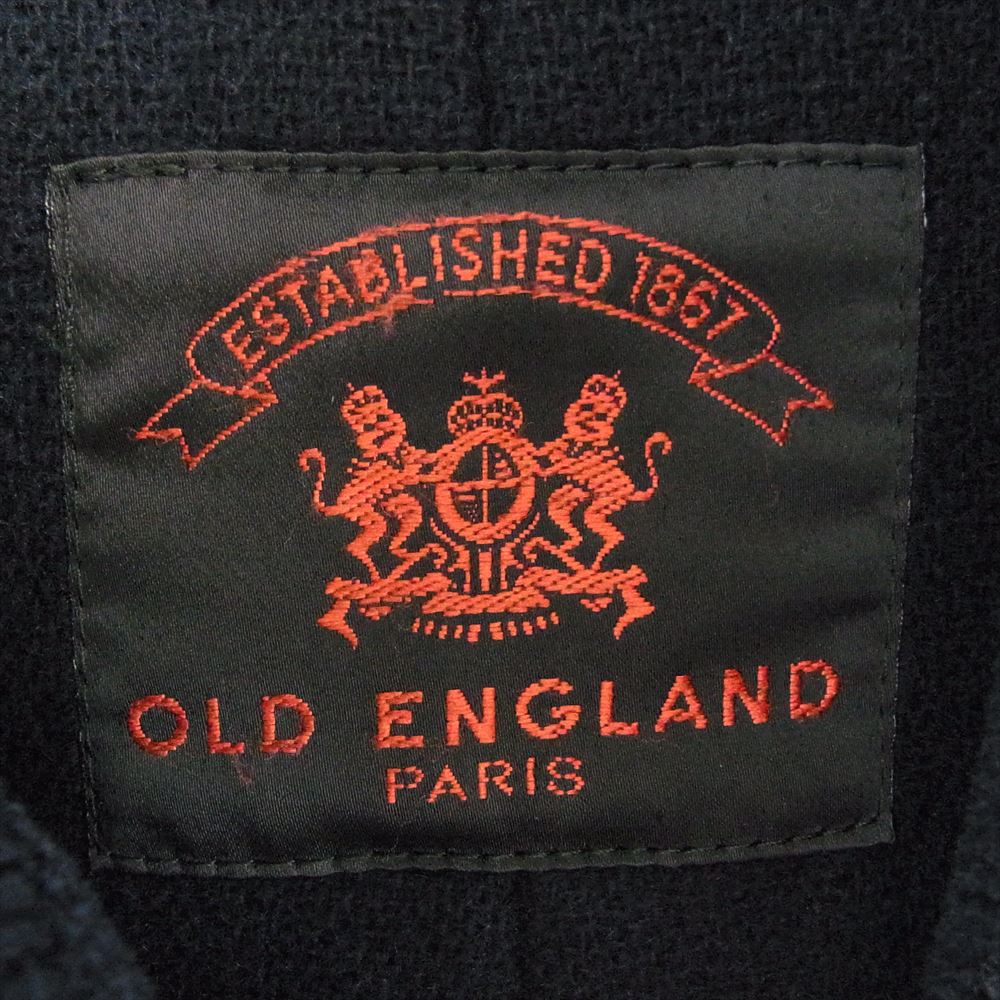 ESTABLISHED 1867
OLD ENGLAND
PARIS